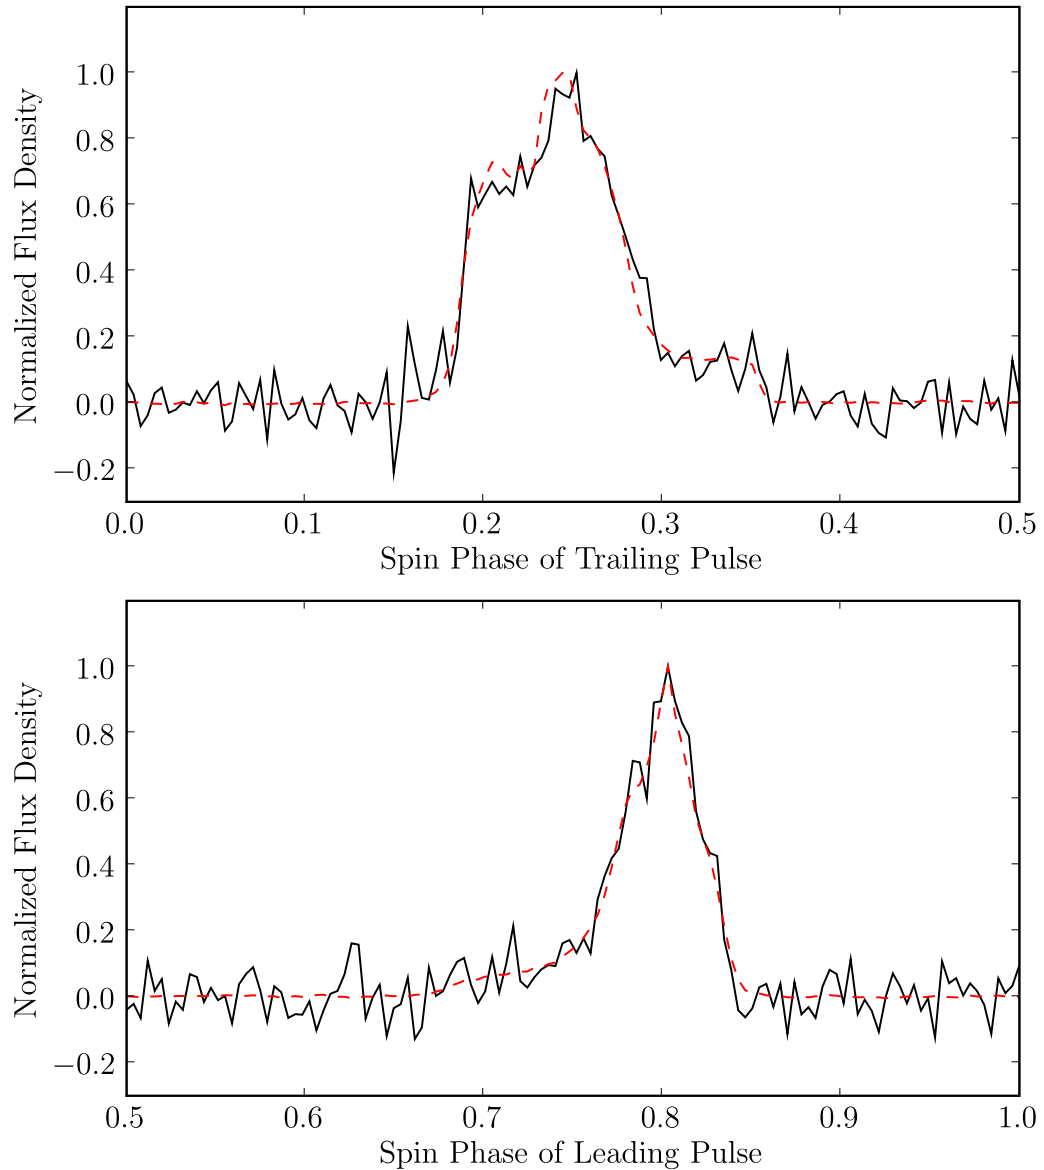 Normalized Flux Density
1.0
0.8
0.6
0.4
0.2
0.0
−0.2
0.0 0.1 0.2 0.3 0.4 0.5
Spin Phase of Trailing Pulse
Normalized Flux Density
1.0
0.8
0.6
0.4
0.2
0.0
−0.2
0.5 0.6 0.7 0.8 0.9 1.0
Spin Phase of Leading Pulse